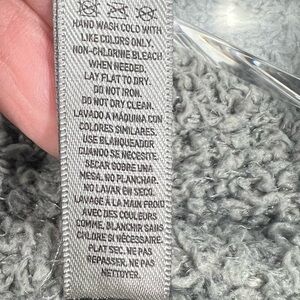 HAND WASH COLD WITH
LIKE COLORS ONLY.
NON-CHLORINE BLEACH
WHEN NEEDED.
LAY FLAT TO DRY.
DO NOT IRON.
DO NOT DRY CLEAN.
LAVADO A MÁQUINA CON
COLORES SIMILARES.
USE BLANQUEADOR
CUANDO SE NECESITE.
SECAR SOBRE UNA
MESA. NO PLANCHAR.
NO LAVAR EN SECO.
LAVAGE À LA MAIN FROID
AVEC DES COULEURS
COMME, BLANCHIR SANS
CHLORE SI NÉCESSAIRE.
PLAT SEC. NE PAS
REPASSER. NE PAS
NETTOYER.